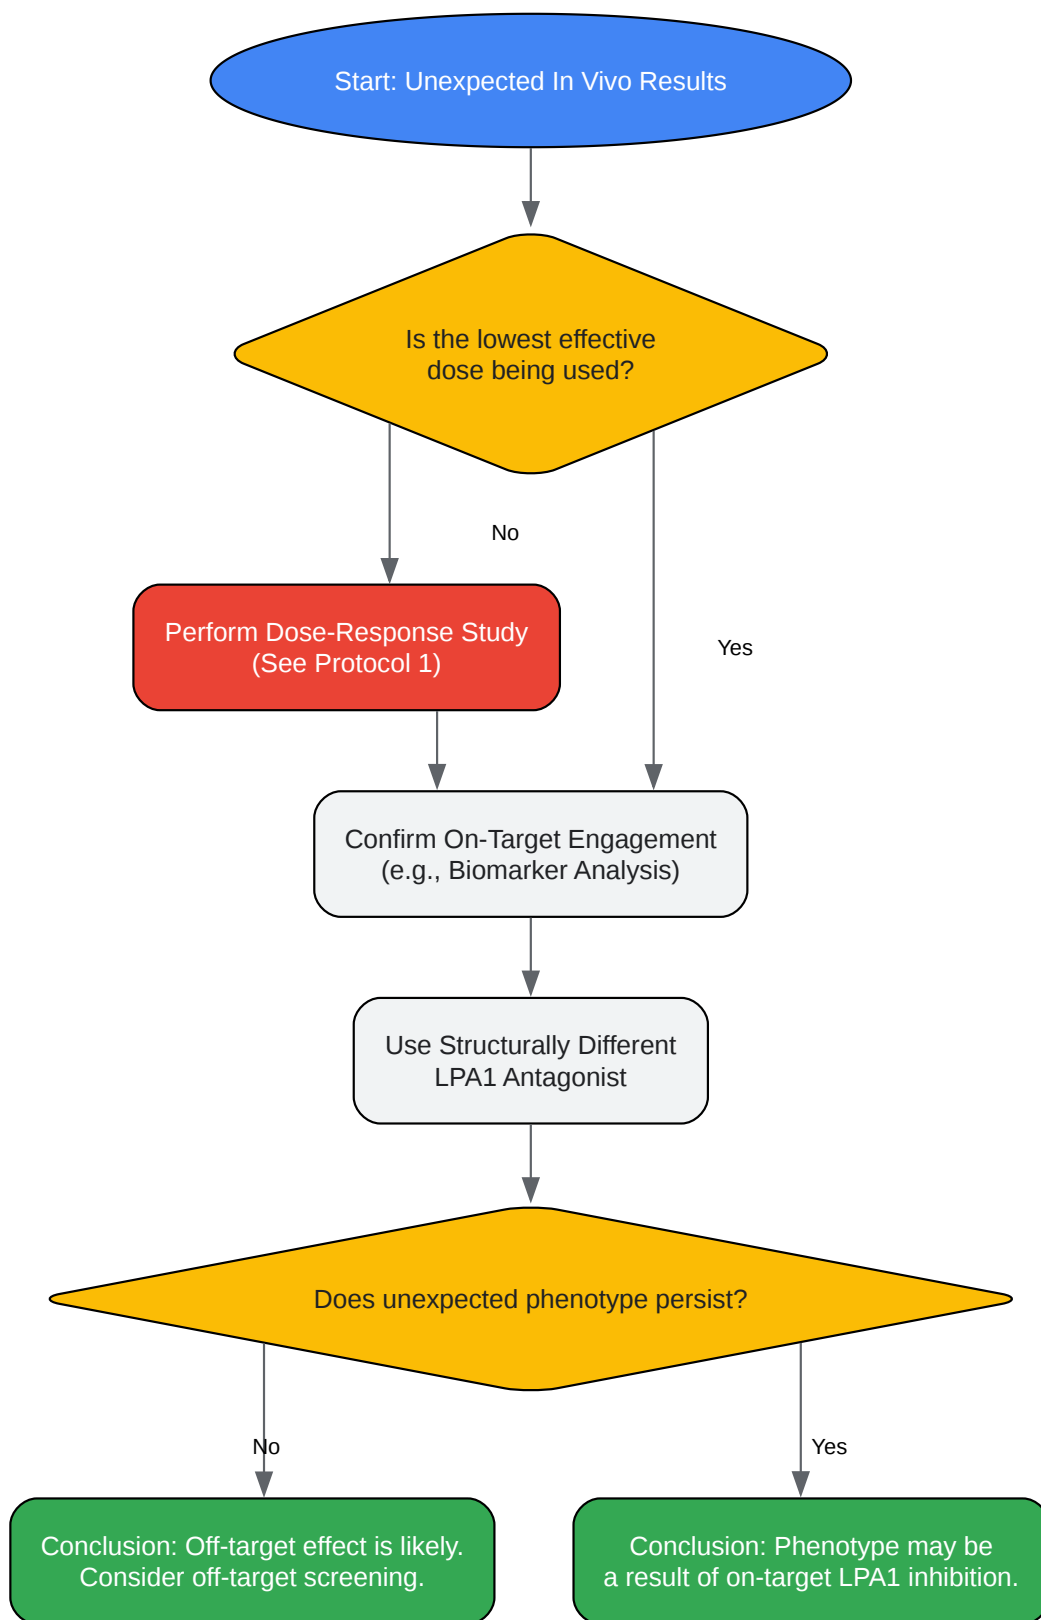 Start: Unexpected In Vivo Results
Is the lowest effective
dose being used?
No
Perform Dose-Response Study
(See Protocol 1)
Yes
Confirm On-Target Engagement
(e.g., Biomarker Analysis)
Use Structurally Different
LPA1 Antagonist
Does unexpected phenotype persist?
No
Yes
Conclusion: Off-target effect is likely.
Consider off-target screening.
Conclusion: Phenotype may be
a result of on-target LPA1 inhibition.